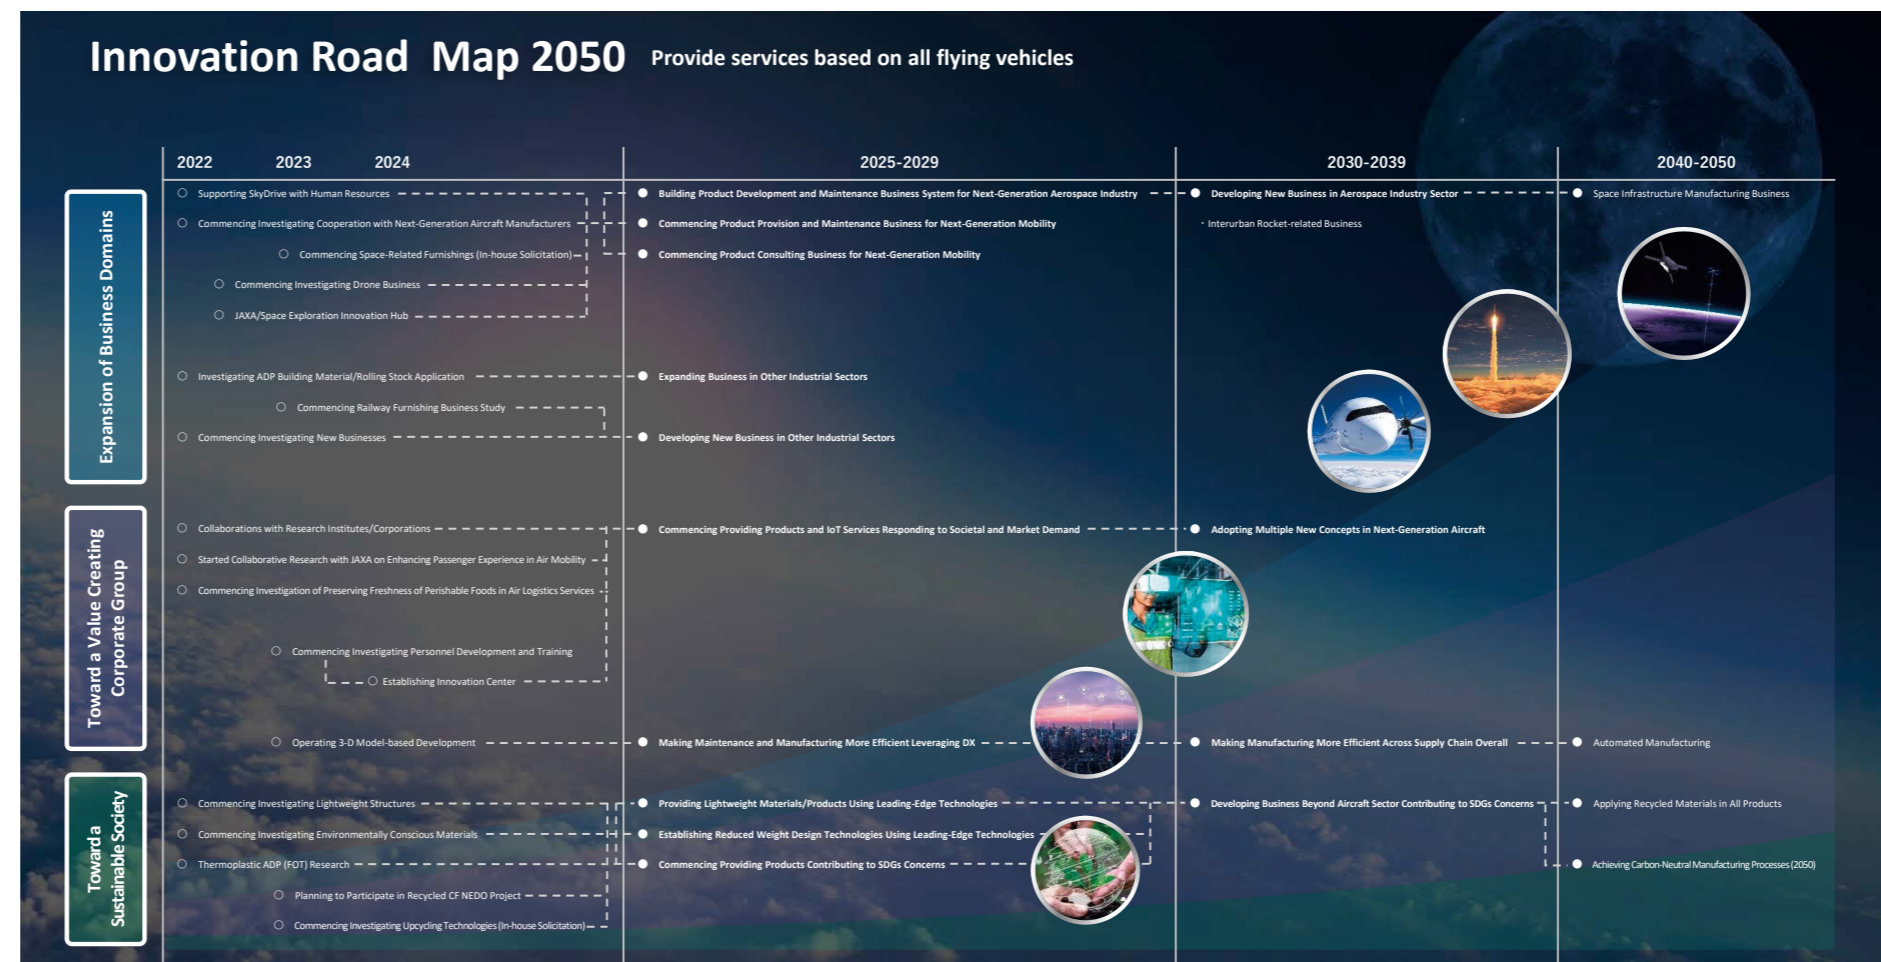 Innovation Road Map 2050
Provide services based on all flying vehicles
2022
2023
2024
2025-2029
2030-2039
2040-2050
Expansion of Business Domains
Supporting SkyDrive with Human Resources
Building Product Development and Maintenance Business System for Next-Generation Aerospace Industry
Developing New Business in Aerospace Industry Sector
Space Infrastructure Manufacturing Business
Commencing Investigating Cooperation with Next-Generation Aircraft Manufacturers
Commencing Product Provision and Maintenance Business for Next-Generation Mobility
・Interurban Rocket-related Business
Commencing Space-Related Furnishings (In-house Solicitation)
Commencing Product Consulting Business for Next-Generation Mobility
Commencing Investigating Drone Business
JAXA/Space Exploration Innovation Hub
Investigating ADP Building Material/Rolling Stock Application
Expanding Business in Other Industrial Sectors
Commencing Railway Furnishing Business Study
Commencing Investigating New Businesses
Developing New Business in Other Industrial Sectors
Toward a Value Creating
Corporate Group
Collaborations with Research Institutes/Corporations
Commencing Providing Products and IoT Services Responding to Societal and Market Demand
Adopting Multiple New Concepts in Next-Generation Aircraft
Started Collaborative Research with JAXA on Enhancing Passenger Experience in Air Mobility
Commencing Investigation of Preserving Freshness of Perishable Foods in Air Logistics Services
Commencing Investigating Personnel Development and Training
Establishing Innovation Center
Operating 3-D Model-based Development
Making Maintenance and Manufacturing More Efficient Leveraging DX
Making Manufacturing More Efficient Across Supply Chain Overall
Automated Manufacturing
Toward a
Sustainable Society
Commencing Investigating Lightweight Structures
Providing Lightweight Materials/Products Using Leading-Edge Technologies
Developing Business Beyond Aircraft Sector Contributing to SDGs Concerns
Applying Recycled Materials in All Products
Commencing Investigating Environmentally Conscious Materials
Establishing Reduced Weight Design Technologies Using Leading-Edge Technologies
Thermoplastic ADP (FOT) Research
Commencing Providing Products Contributing to SDGs Concerns
Achieving Carbon-Neutral Manufacturing Processes (2050)
Planning to Participate in Recycled CF NEDO Project
Commencing Investigating Upcycling Technologies (In-house Solicitation)